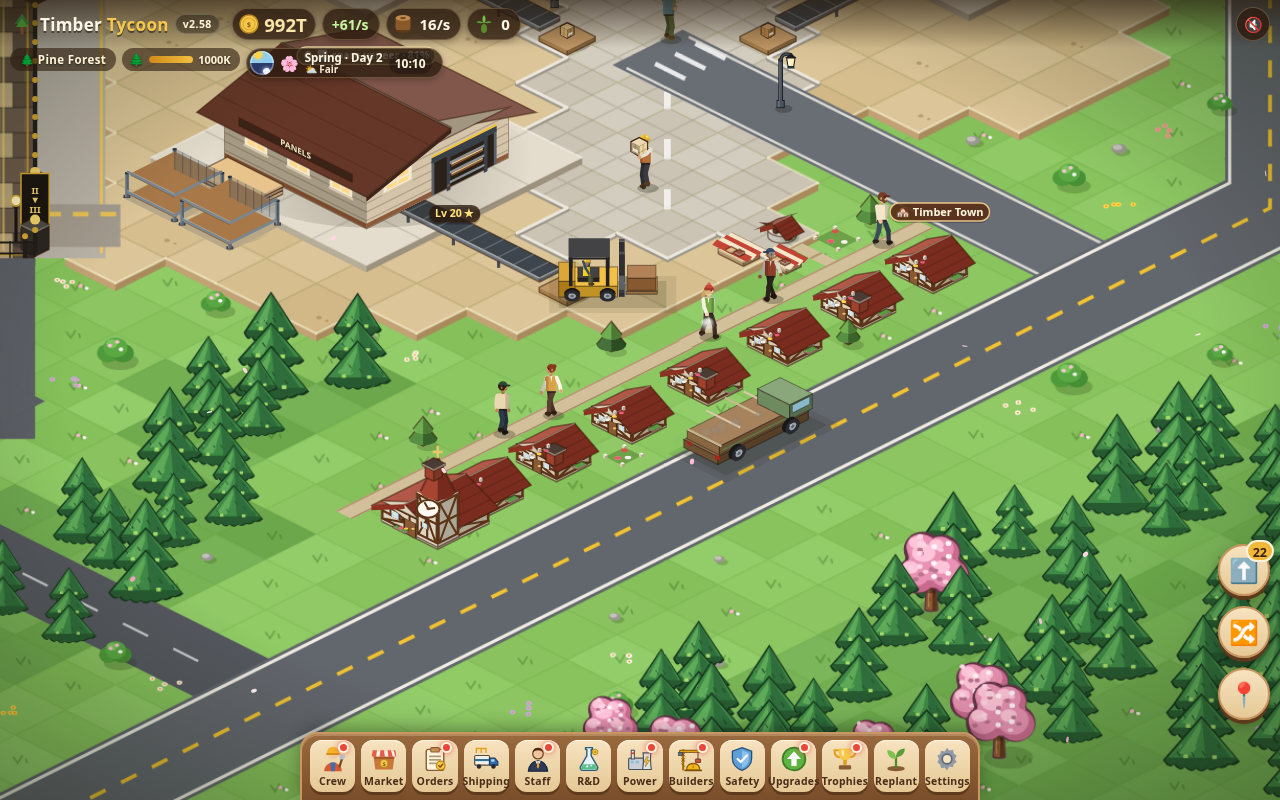 Timber Tycoon v2.58 992T +61/s 16/s 0
Pine Forest 1000K Spring · Day 2 10:10
Fair
PANELS
II
III
Lv 20 ★
Timber Town
22
Crew Market Orders Shipping Staff R&D Power Builders Safety Upgrades Trophies Replant Settings